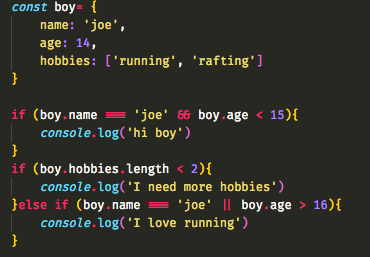 const boy= {
    name: 'joe',
    age: 14,
    hobbies: ['running', 'rafting']
}

if (boy.name === 'joe' && boy.age < 15){
    console.log('hi boy')
}
if (boy.hobbies.length < 2){
    console.log('I need more hobbies')
}else if (boy.name === 'joe' || boy.age > 16){
    console.log('I love running')
}